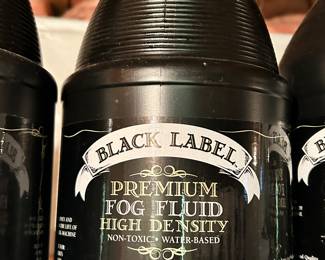 BLACK LABEL
PREMIUM
FOG FLUID
HIGH DENSITY
NON-TOXIC • WATER-BASED